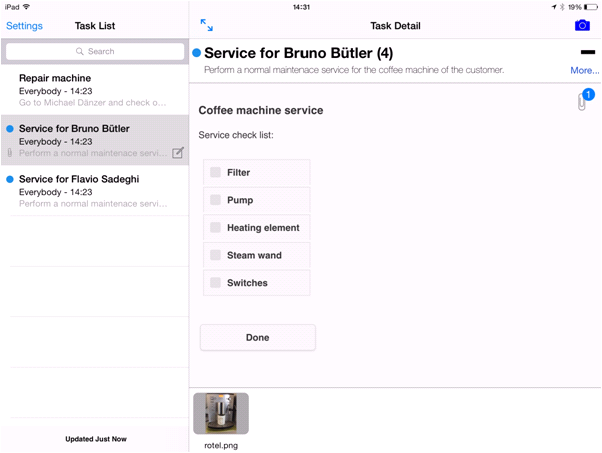 iPad 14:31 19%
Settings Task List Task Detail
Search
Service for Bruno Bütler (4)
Perform a normal maintenace service for the coffee machine of the customer.
More...
Repair machine
Everybody - 14:23
Go to Michael Dänzer and check o...
Service for Bruno Bütler
Everybody - 14:23
Perform a normal maintenace servi...
Service for Flavio Sadeghi
Everybody - 14:23
Perform a normal maintenace servi...
Updated Just Now
1
Coffee machine service
Service check list:
Filter
Pump
Heating element
Steam wand
Switches
Done
rotel.png